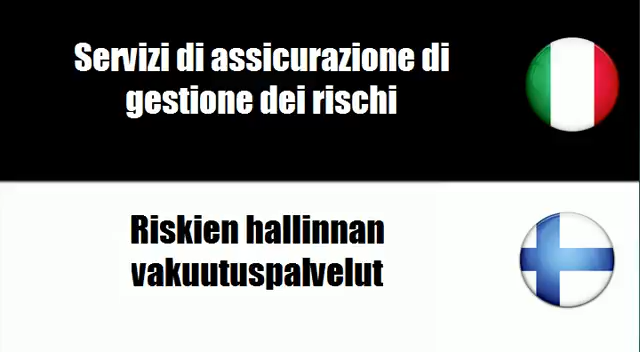 Servizi di assicurazione di
gestione dei rischi
Riskien hallinnan
vakuutuspalvelut